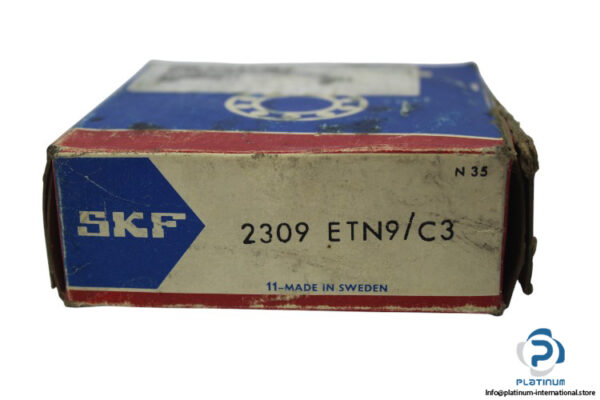 N 35
SKF
2309 ETN9/C3
11-MADE IN SWEDEN
PLATINUM
Info@platinum-international.store